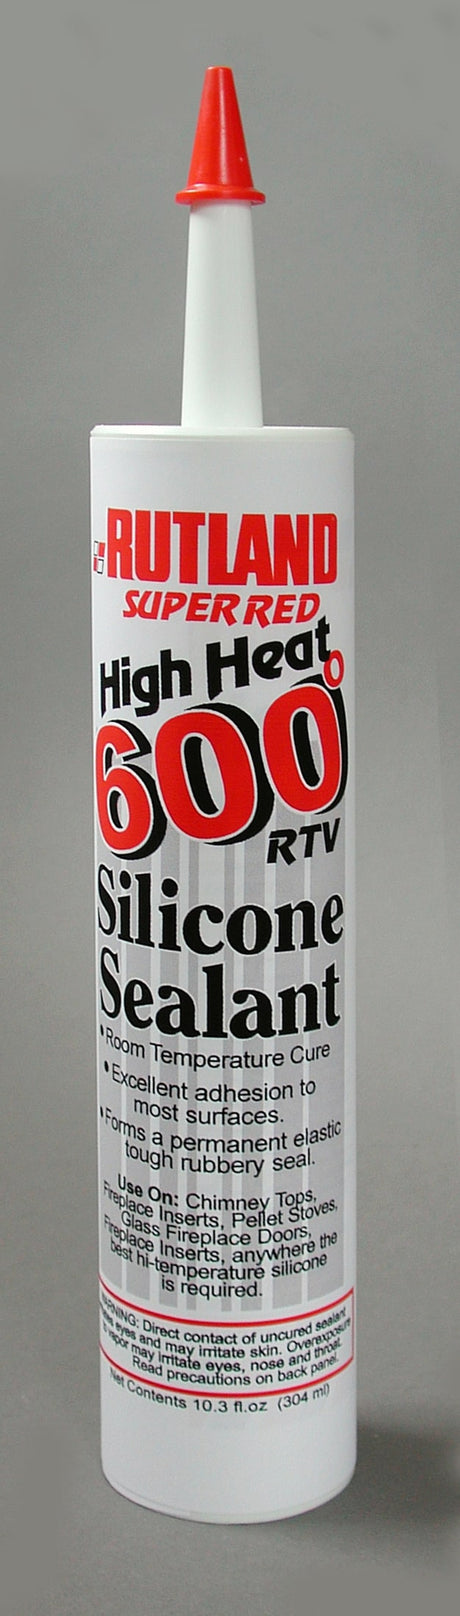 RUTLAND
SUPER RED
High Heat
600°
RTV
Silicone
Sealant
•Room Temperature Cure
•Excellent adhesion to
most surfaces.
•Forms a permanent elastic
tough rubbery seal.
Use On: Chimney Tops,
Fireplace Inserts, Pellet Stoves,
Glass Fireplace Doors,
Fireplace Inserts, anywhere the
best hi-temperature silicone
is required.
WARNING: Direct contact of uncured sealant
eyes and may irritate skin. Overexposure
to vapor may irritate eyes, nose and throat.
Read precautions on back panel.
Net Contents 10.3 fl.oz (304 ml)